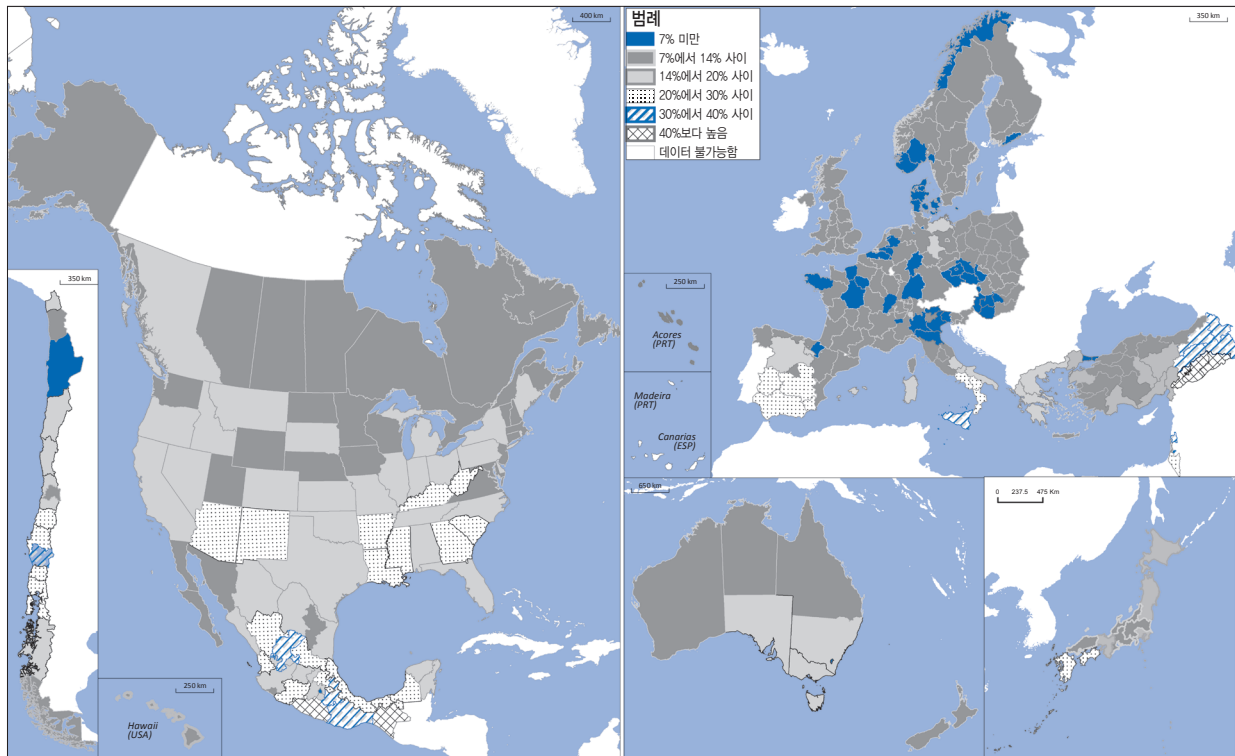 400 km
범례
7% 미만
7%에서 14% 사이
14%에서 20% 사이
20%에서 30% 사이
30%에서 40% 사이
40%보다 높음
데이터 불가능함
350 km
350 km
250 km
Acores
(PRT)
Madeira
(PRT)
Canarias
(ESP)
650 km
0 237.5 475 Km
250 km
Hawaii
(USA)